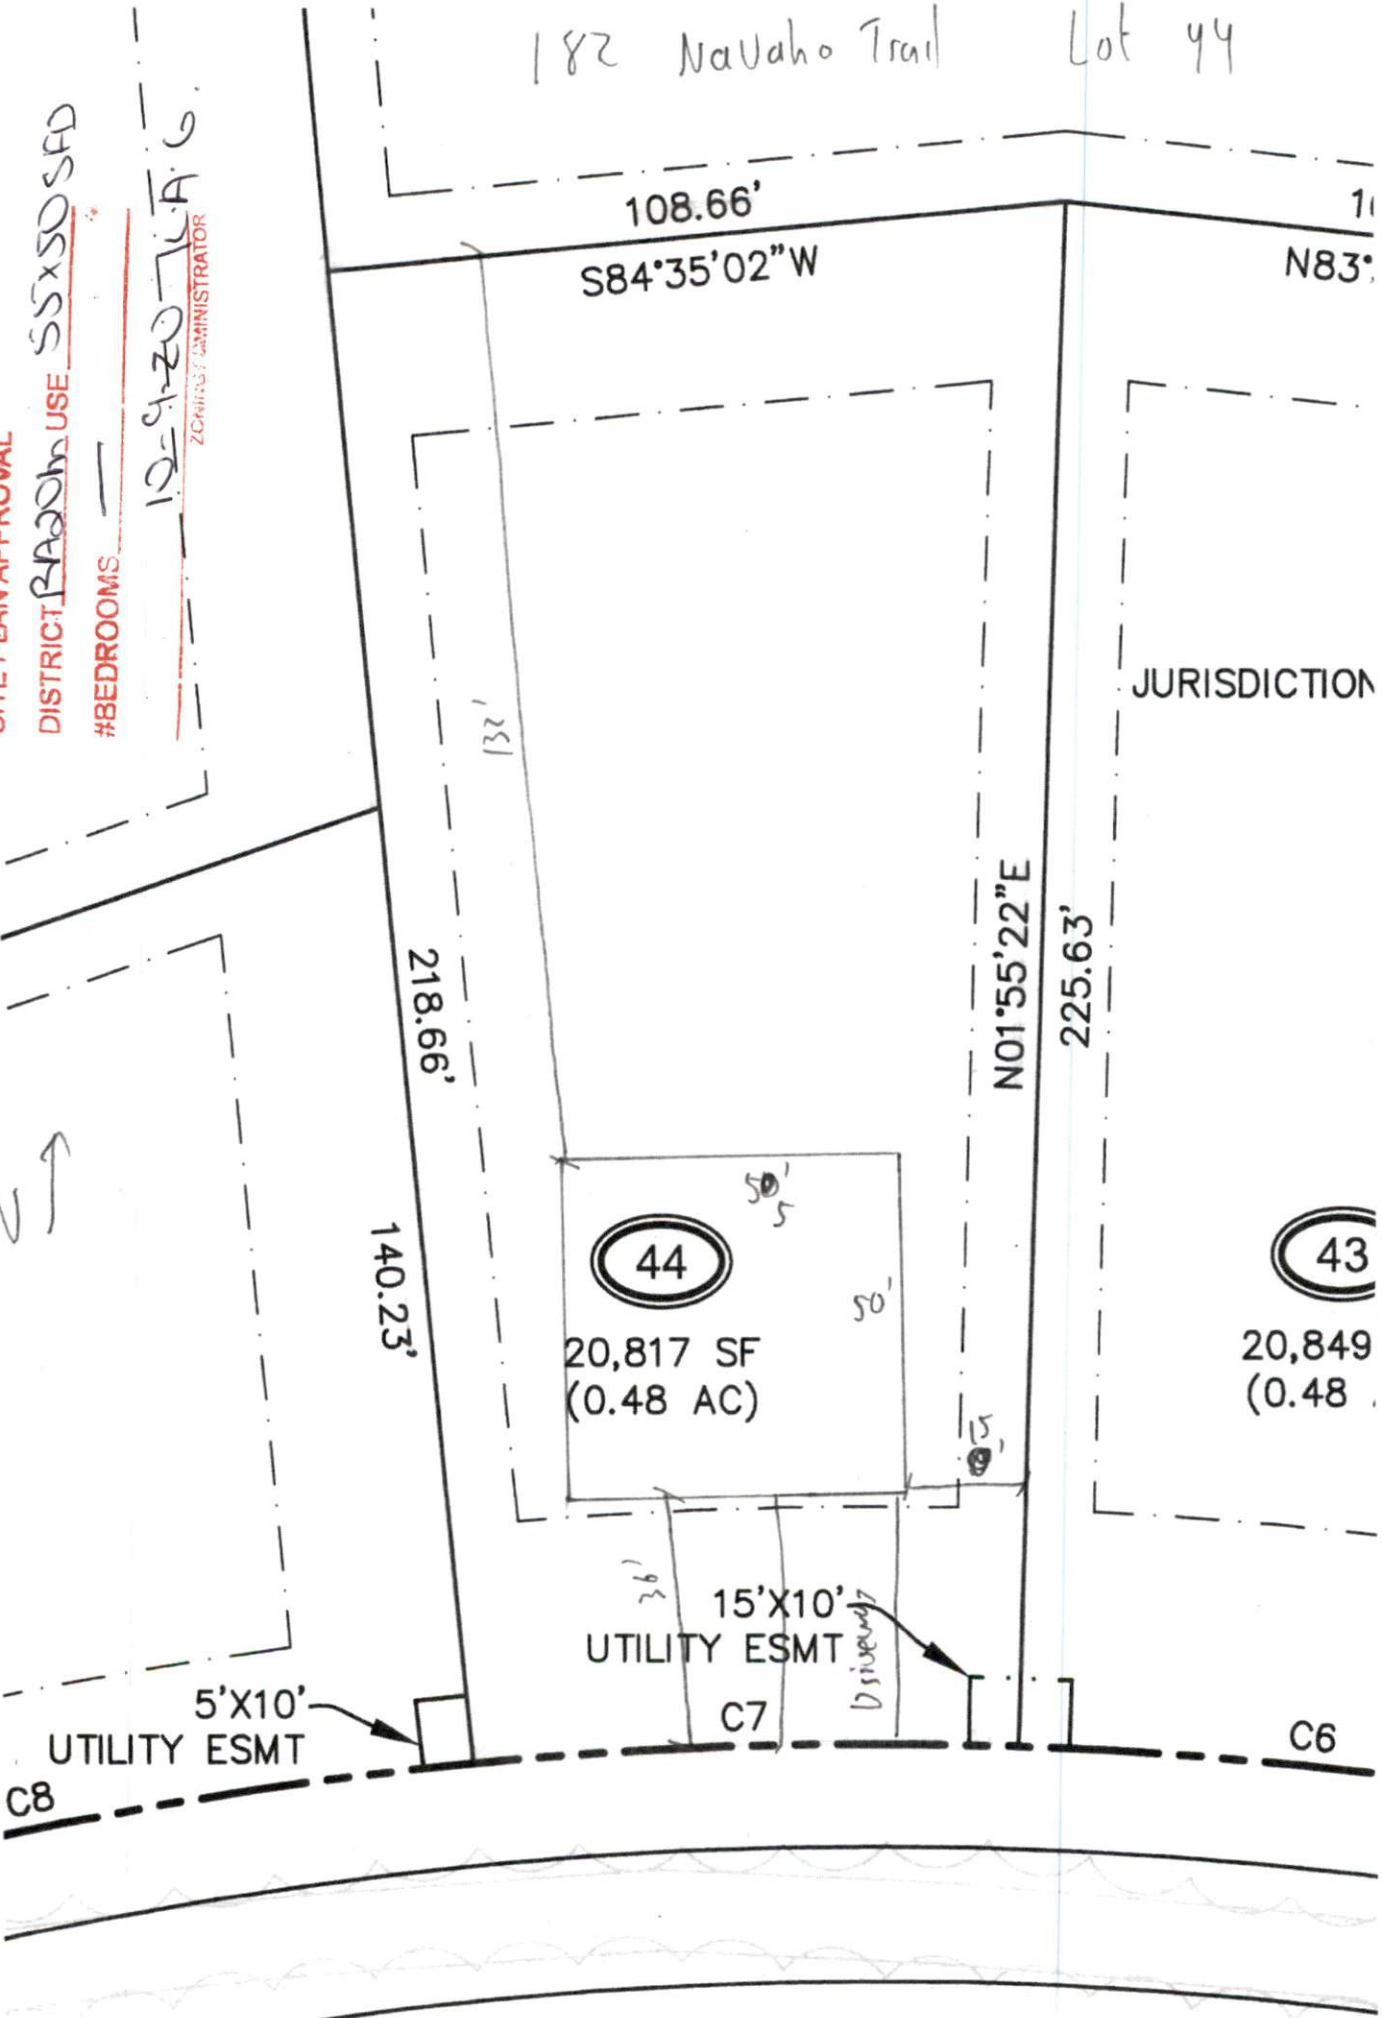 182 Navaho Trail Lot 44
SITE PLAN APPROVAL
DISTRICT RA20M USE 55x50 SFD
#BEDROOMS —
10-9-20
ZONING ADMINISTRATOR
108.66'
S84°35'02"W
N83°
JURISDICTION
132'
218.66'
N01°55'22"E
225.63'
140.23'
50'
5
44
43
50'
20,817 SF
(0.48 AC)
20,849
(0.48
15'
36'
15'X10'
UTILITY ESMT
Driveway
5'X10'
UTILITY ESMT
C7
C6
C8